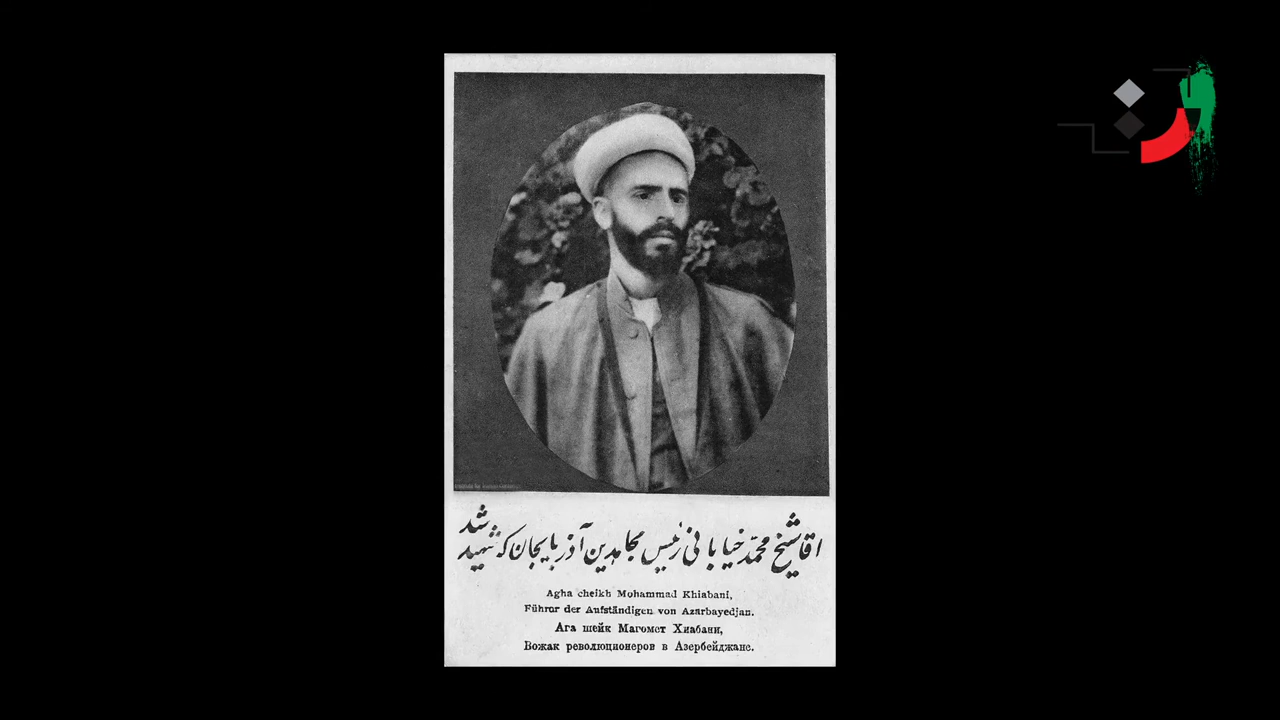 اقا شیخ محمّد خیابانی رئیس مجاهدین آذربایجان که شهید شد
Agha cheikh Mohammad Khiabani,
Führer der Aufständigen von Azarbayedjan.
Ага шейк Магомет Хиабани,
Вожак революционеров в Азербейджане.